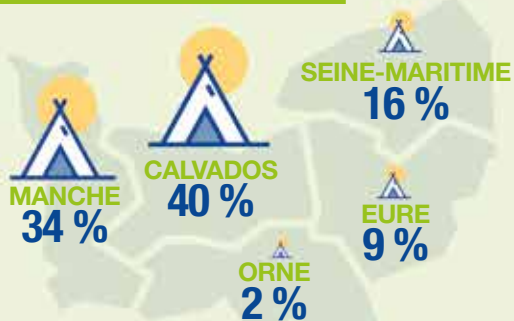 SEINE-MARITIME
16 %
CALVADOS
40 %
MANCHE
34 %
EURE
9 %
ORNE
2 %